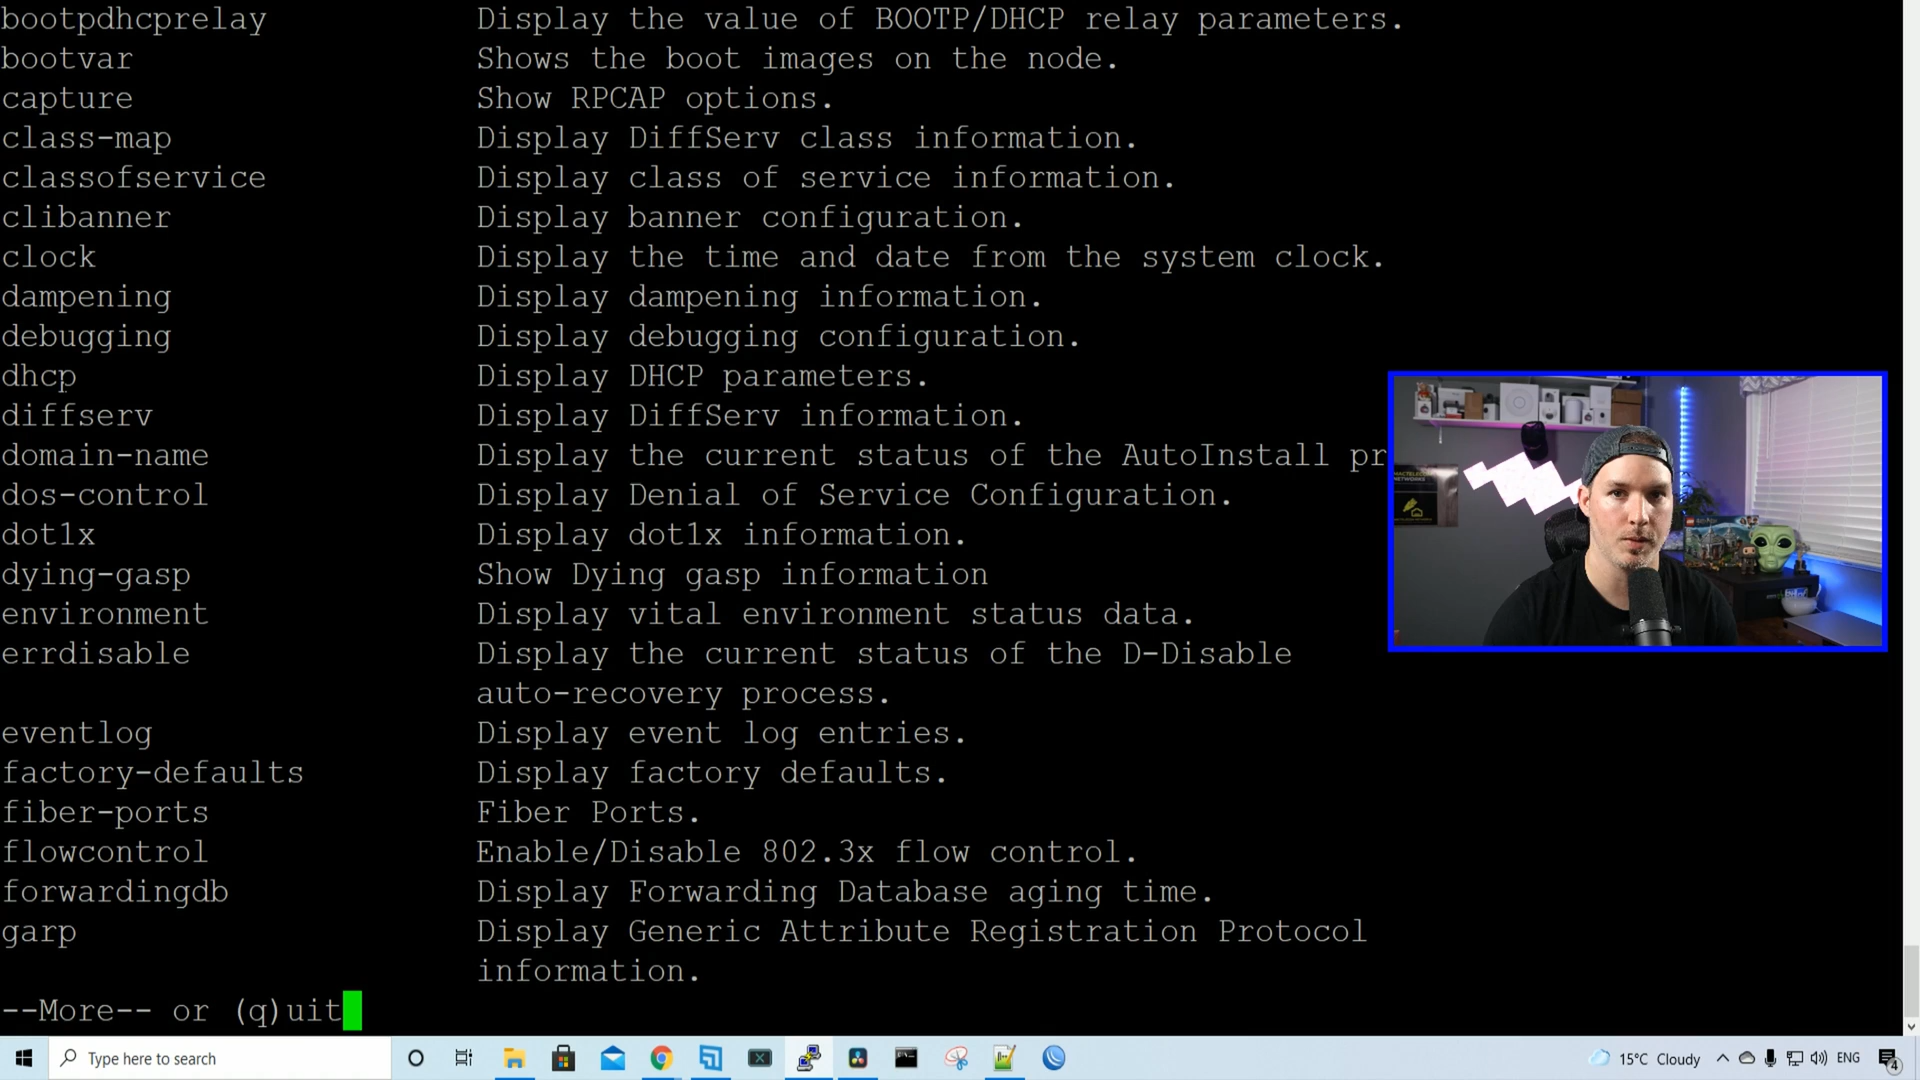 bootpdhcprelay Display the value of BOOTP/DHCP relay parameters.
bootvar Shows the boot images on the node.
capture Show RPCAP options.
class-map Display DiffServ class information.
classofservice Display class of service information.
clibanner Display banner configuration.
clock Display the time and date from the system clock.
dampening Display dampening information.
debugging Display debugging configuration.
dhcp Display DHCP parameters.
diffserv Display DiffServ information.
domain-name Display the current status of the AutoInstall pr
dos-control Display Denial of Service Configuration.
dot1x Display dot1x information.
dying-gasp Show Dying gasp information
environment Display vital environment status data.
errdisable Display the current status of the D-Disable
auto-recovery process.
eventlog Display event log entries.
factory-defaults Display factory defaults.
fiber-ports Fiber Ports.
flowcontrol Enable/Disable 802.3x flow control.
forwardingdb Display Forwarding Database aging time.
garp Display Generic Attribute Registration Protocol
information.
--More-- or (q)uit
Type here to search
15°C Cloudy
ENG
4